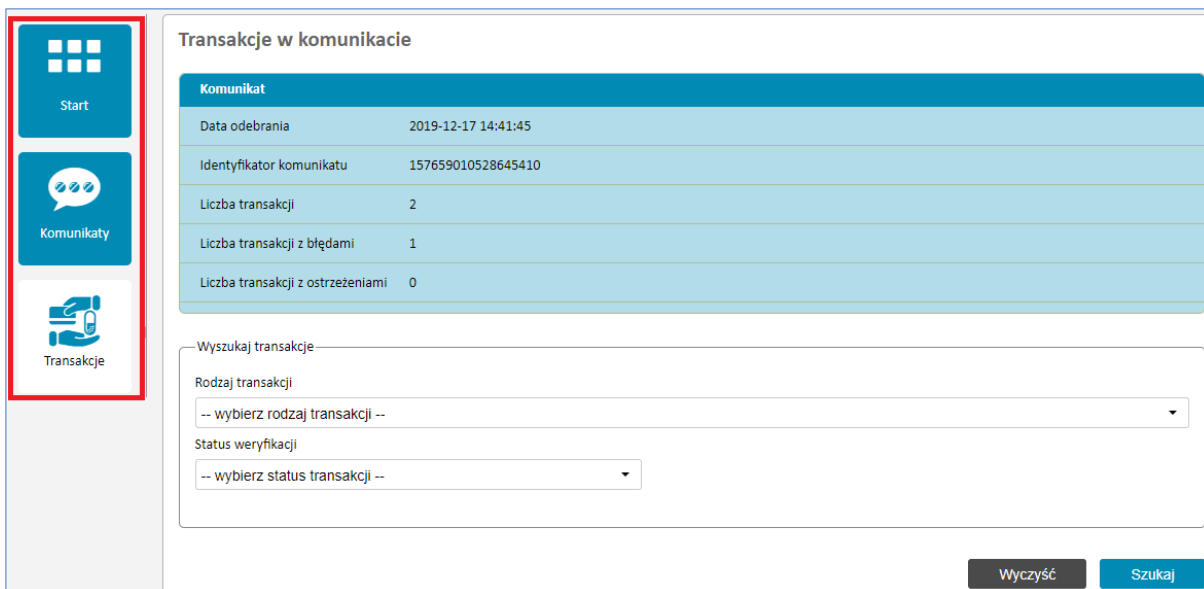 Start
Komunikaty
Transakcje
Transakcje w komunikacie
Komunikat
Data odebrania 2019-12-17 14:41:45
Identyfikator komunikatu 157659010528645410
Liczba transakcji 2
Liczba transakcji z błędami 1
Liczba transakcji z ostrzeżeniami 0
Wyszukaj transakcje
Rodzaj transakcji
-- wybierz rodzaj transakcji --
Status weryfikacji
-- wybierz status transakcji --
Wyczyść Szukaj